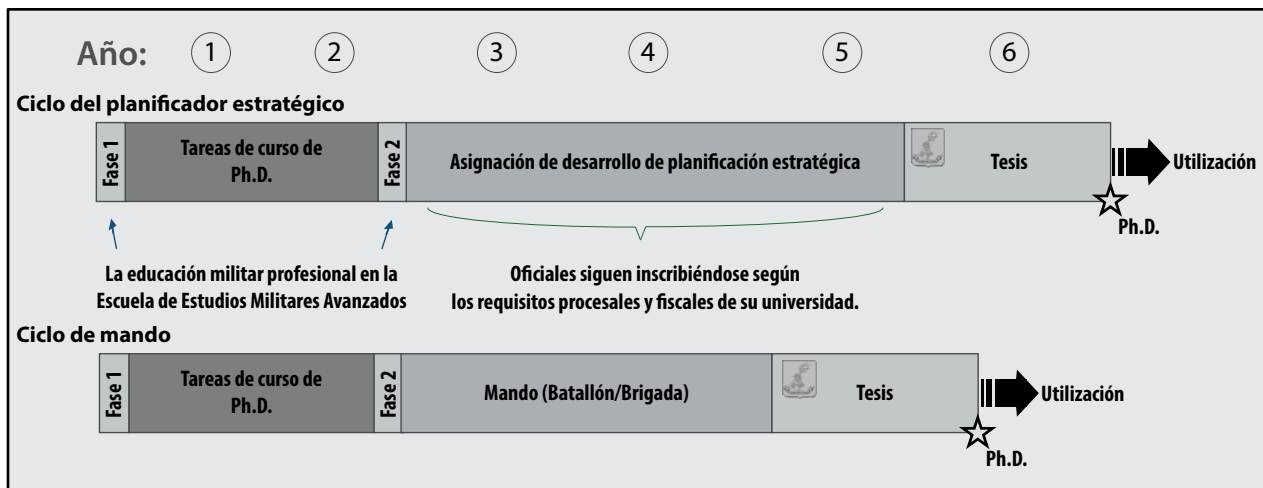 Año: 1 2 3 4 5 6
Ciclo del planificador estratégico
Fase 1
Tareas de curso de
Ph.D.
Fase 2
Asignación de desarrollo de planificación estratégica
Tesis
Utilización
Ph.D.
La educación militar profesional en la
Escuela de Estudios Militares Avanzados
Oficiales siguen inscribiéndose según
los requisitos procesales y fiscales de su universidad.
Ciclo de mando
Fase 1
Tareas de curso de
Ph.D.
Fase 2
Mando (Batallón/Brigada)
Tesis
Utilización
Ph.D.